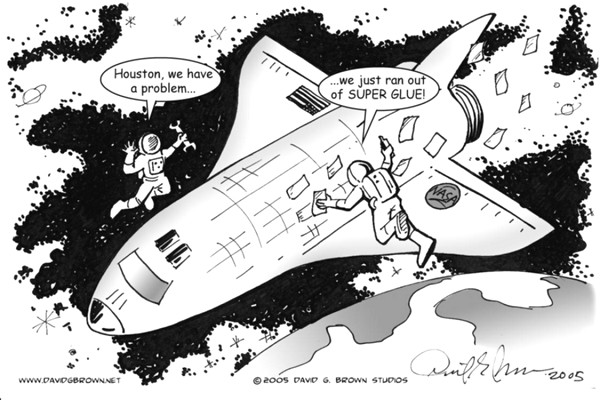 Houston, we have
a problem...
...we just ran out
of SUPER GLUE!
NASA
2005
WWW.DAVIDGBROWN.NET
©2005 DAVID G. BROWN STUDIOS